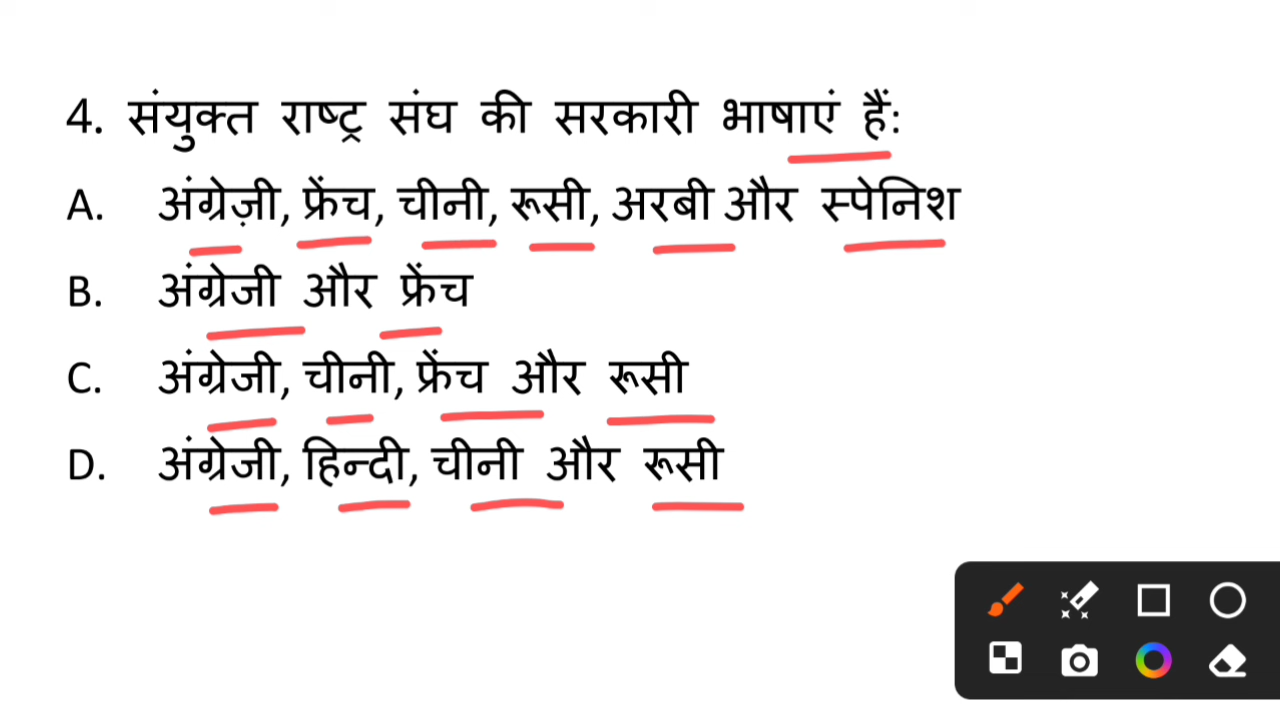 4. संयुक्त राष्ट्र संघ की सरकारी भाषाएं हैं:
A. अंग्रेज़ी, फ्रेंच, चीनी, रूसी, अरबी और स्पेनिश
B. अंग्रेजी और फ्रेंच
C. अंग्रेजी, चीनी, फ्रेंच और रूसी
D. अंग्रेजी, हिन्दी, चीनी और रूसी